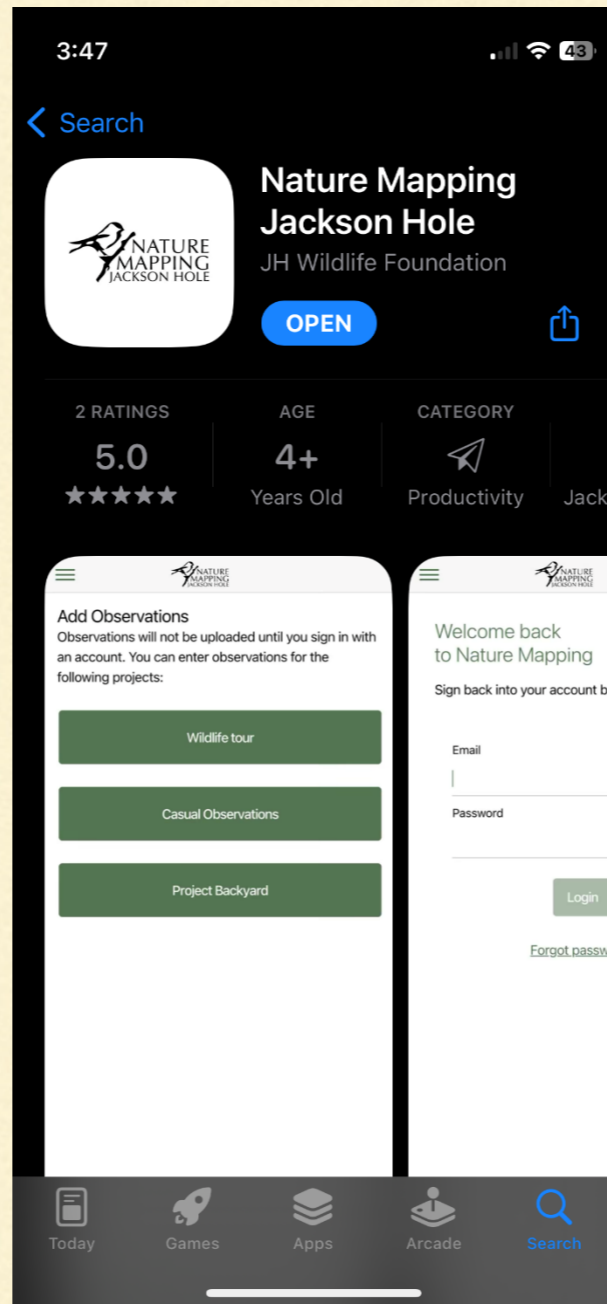 3:47
43
Search
NATURE
MAPPING
JACKSON HOLE
Nature Mapping
Jackson Hole
JH Wildlife Foundation
OPEN
2 RATINGS
AGE
CATEGORY
5.0
4+
Years Old
Productivity
Jack
NATURE
MAPPING
JACKSON HOLE
Add Observations
Observations will not be uploaded until you sign in with
an account. You can enter observations for the
following projects:
Wildlife tour
Casual Observations
Project Backyard
NATURE
MAPPING
JACKSON HOLE
Welcome back
to Nature Mapping
Sign back into your account b
Email
Password
Login
Forgot passw
Today
Games
Apps
Arcade
Search